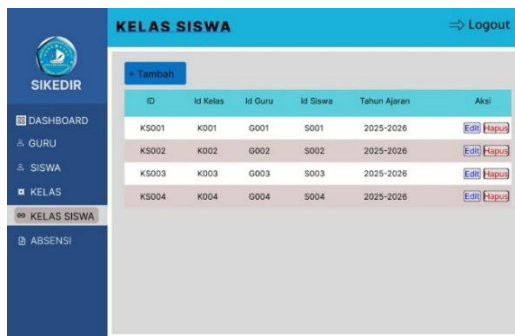 KELAS SISWA
Logout
SIKEDIR
DASHBOARD
GURU
SISWA
KELAS
KELAS SISWA
ABSENSI
+ Tambah
ID Id Kelas Id Guru Id Siswa Tahun Ajaran Aksi
KS001 K001 G001 S001 2025-2026 Edit Hapus
KS002 K002 G002 S002 2025-2026 Edit Hapus
KS003 K003 G003 S003 2025-2026 Edit Hapus
KS004 K004 G004 S004 2025-2026 Edit Hapus